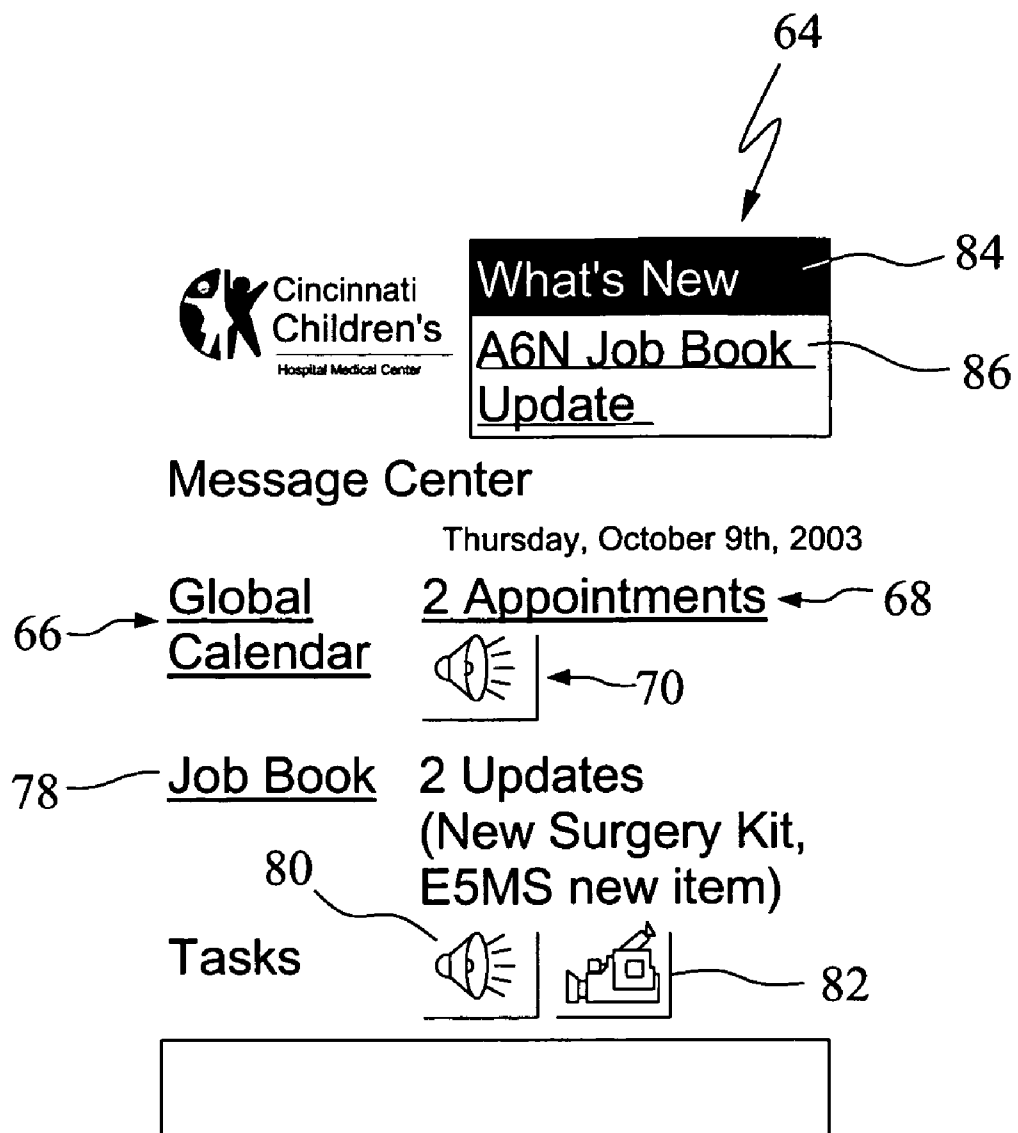 64
What's New
84
Cincinnati
Children's
Hospital Medical Center
A6N Job Book
86
Update
Message Center
Thursday, October 9th, 2003
Global
2 Appointments
68
66
Calendar
70
78
Job Book
2 Updates
(New Surgery Kit,
E5MS new item)
80
Tasks
82